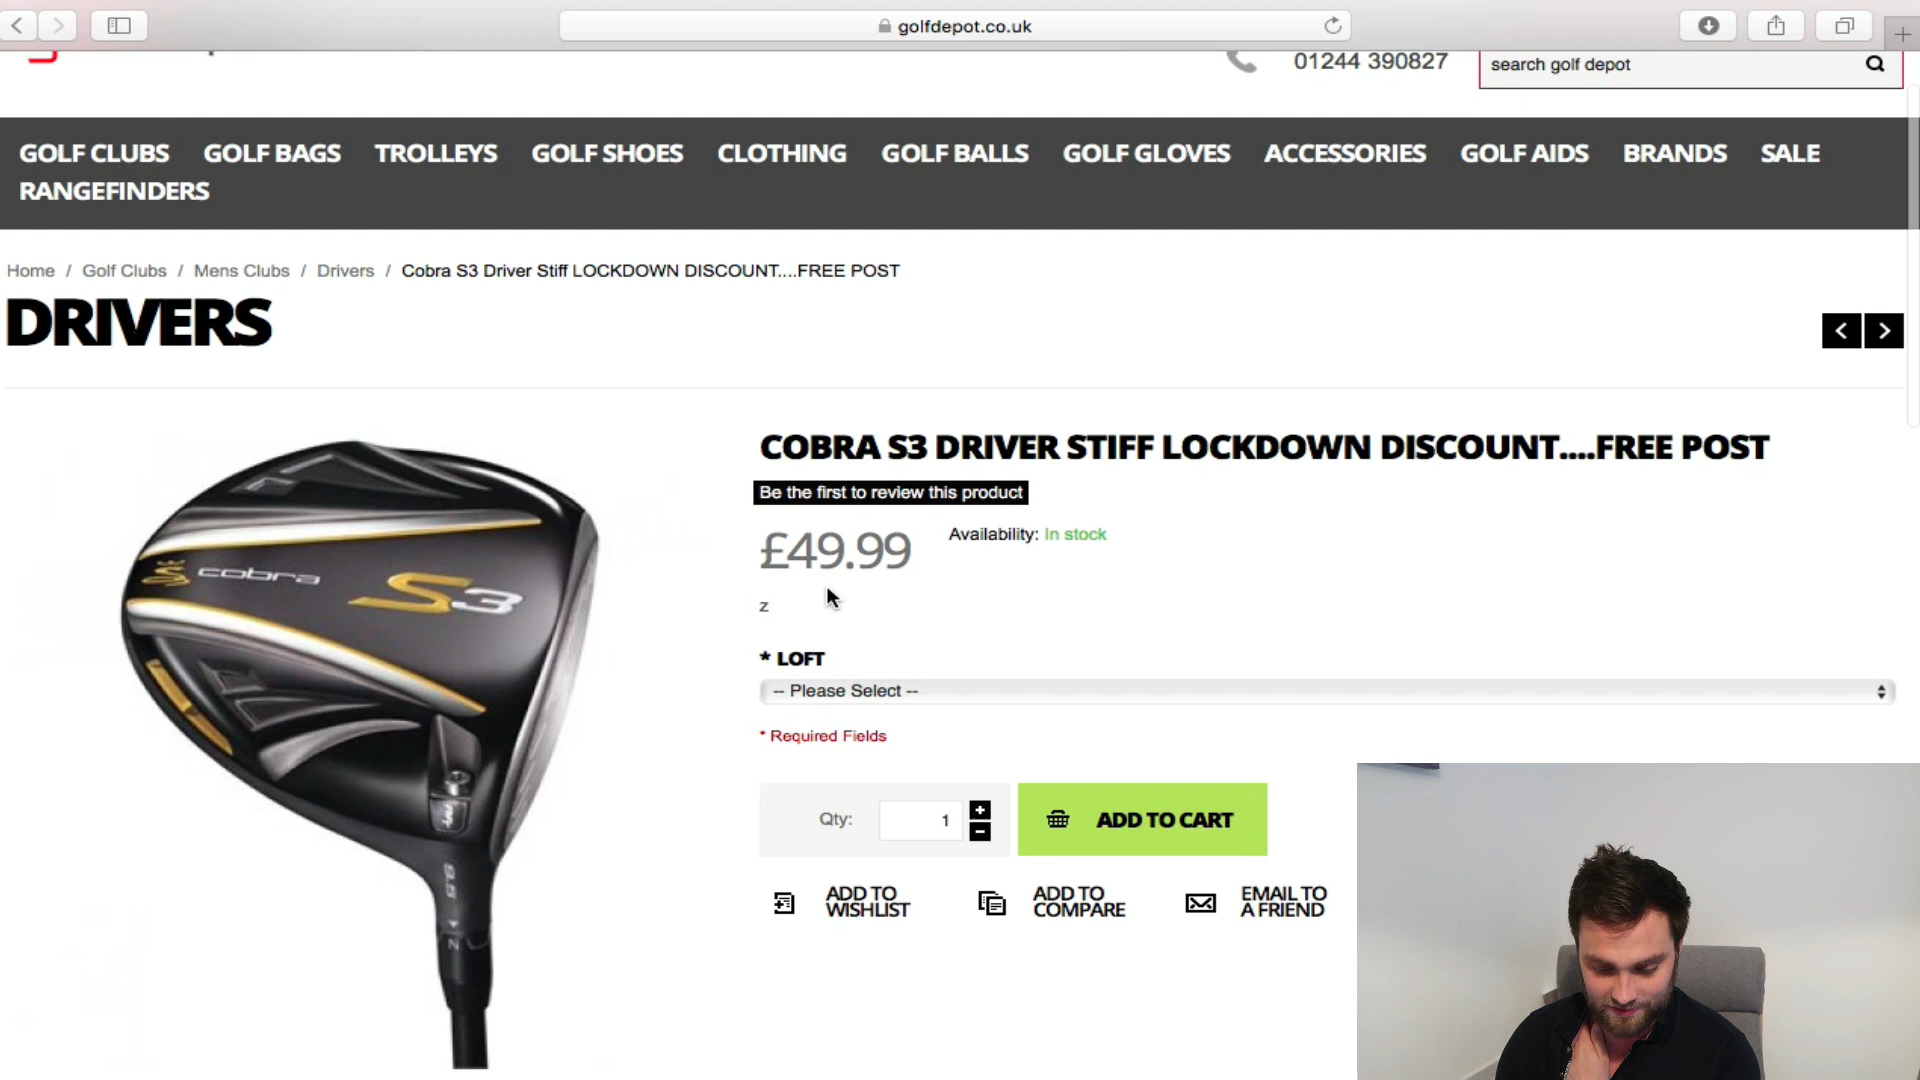 golfdepot.co.uk
01244 390827
search golf depot
GOLF CLUBS GOLF BAGS TROLLEYS GOLF SHOES CLOTHING GOLF BALLS GOLF GLOVES ACCESSORIES GOLF AIDS BRANDS SALE
RANGEFINDERS
Home / Golf Clubs / Mens Clubs / Drivers / Cobra S3 Driver Stiff LOCKDOWN DISCOUNT....FREE POST
DRIVERS
COBRA S3 DRIVER STIFF LOCKDOWN DISCOUNT....FREE POST
Be the first to review this product
£49.99
Availability: In stock
z
* LOFT
-- Please Select --
* Required Fields
Qty: 1
ADD TO CART
ADD TO
WISHLIST
ADD TO
COMPARE
EMAIL TO
A FRIEND
cobra S3
9.5
N